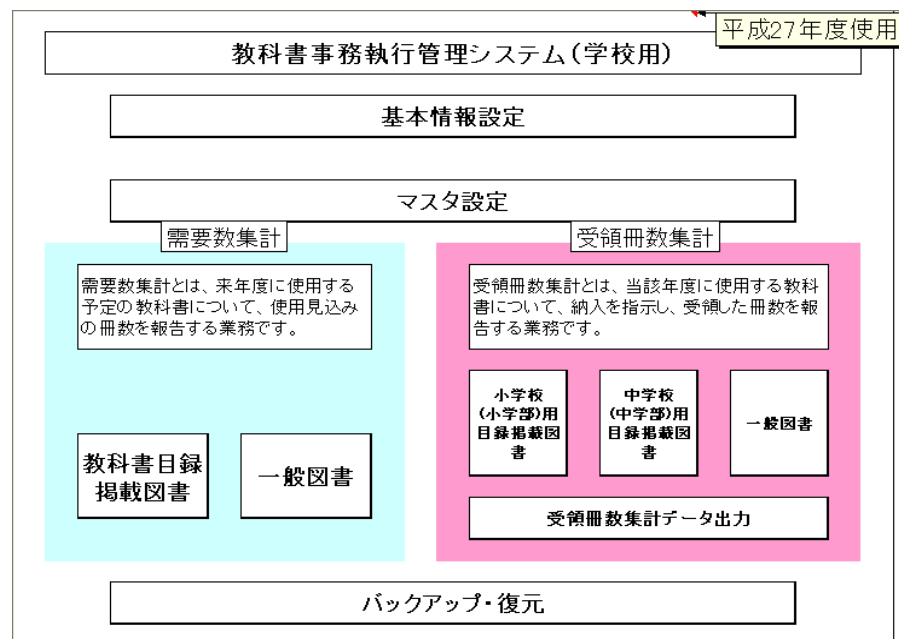 平成27年度使用
教科書事務執行管理システム(学校用)
基本情報設定
マスタ設定
需要数集計
需要数集計とは、来年度に使用する
予定の教科書について、使用見込み
の冊数を報告する業務です。
教科書目録
掲載図書
一般図書
受領冊数集計
受領冊数集計とは、当該年度に使用する教科
書について、納入を指示し、受領した冊数を報
告する業務です。
小学校
(小学部)用
目録掲載図
書
中学校
(中学部)用
目録掲載図
書
一般図書
受領冊数集計データ出力
バックアップ・復元